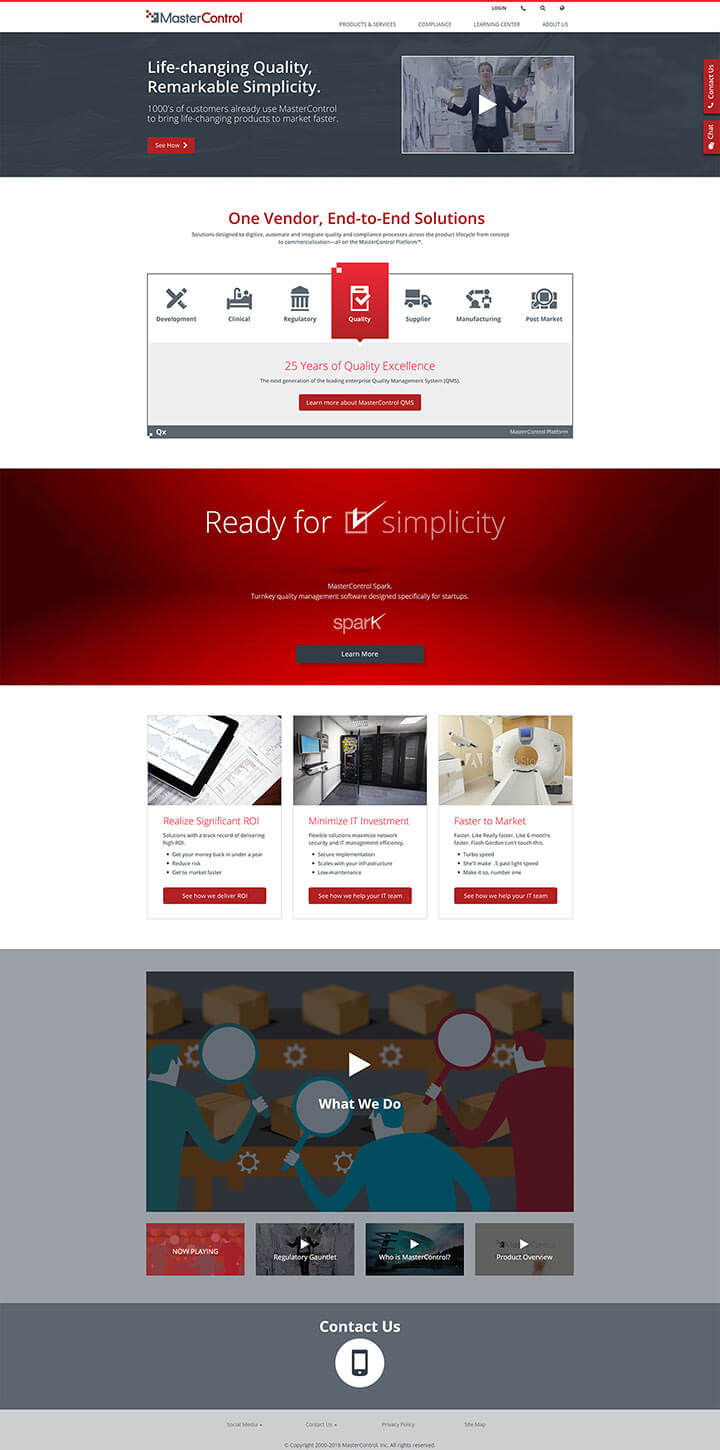 LOGIN
MasterControl
PRODUCTS & SERVICES
COMPLIANCE
LEARNING CENTER
ABOUT US
Life-changing Quality,
Remarkable Simplicity.
1000's of customers already use MasterControl
to bring life-changing products to market faster.
See How
Contact Us
Chat
One Vendor, End-to-End Solutions
Solutions designed to digitize, automate and integrate quality and compliance processes across the product lifecycle from concept
to commercialization—all on the MasterControl Platform™.
Development
Clinical
Regulatory
Quality
Supplier
Manufacturing
Post Market
25 Years of Quality Excellence
The next generation of the leading enterprise Quality Management System (QMS).
Learn more about MasterControl QMS
Qx
MasterControl Platform
Ready for simplicity
MasterControl Spark.
Turnkey quality management software designed specifically for startups.
spark
Learn More
Realize Significant ROI
Solutions with a track record of delivering
high ROI.
• Get your money back in under a year
• Reduce risk
• Get to market faster
See how we deliver ROI
Minimize IT Investment
Flexible solutions maximize network
security and IT management efficiency.
• Secure implementation
• Scales with your infrastructure
• Low-maintenance
See how we help your IT team
Faster to Market
Faster. Like Really faster. Like 6 months
faster. Flash Gordon can't touch this.
• Turbo speed
• She'll make .5 past light speed
• Make it so, number one
See how we help your IT team
What We Do
NOW PLAYING
Regulatory Gauntlet
Who is MasterControl?
Product Overview
Contact Us
Social Media
Contact Us
Privacy Policy
Site Map
© Copyright 2000-2018 MasterControl, Inc. All rights reserved.